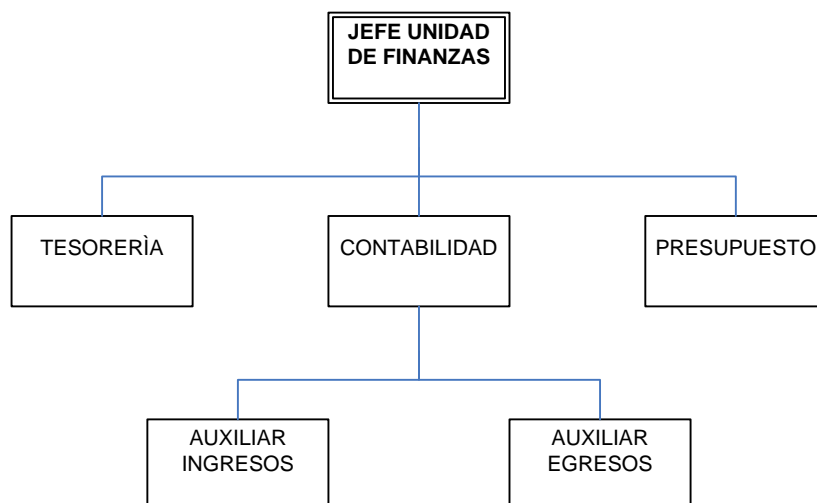 JEFE UNIDAD
DE FINANZAS
TESORERÌA
CONTABILIDAD
PRESUPUESTO
AUXILIAR
INGRESOS
AUXILIAR
EGRESOS